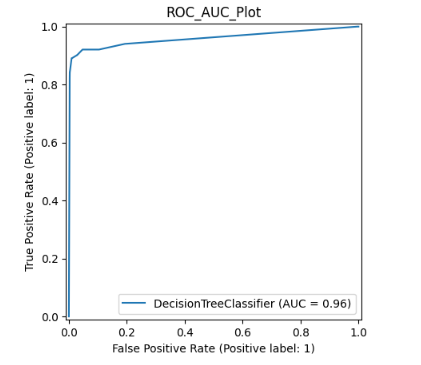 ROC_AUC_Plot
1.0
0.8
0.6
0.4
0.2
0.0
True Positive Rate (Positive label: 1)
DecisionTreeClassifier (AUC = 0.96)
0.0 0.2 0.4 0.6 0.8 1.0
False Positive Rate (Positive label: 1)